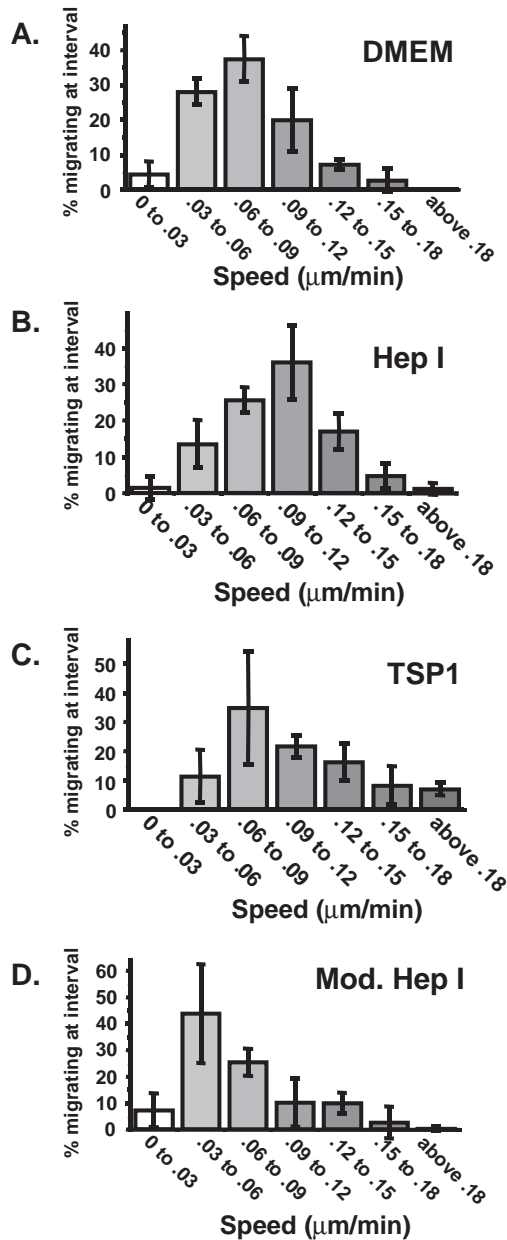 A.
DMEM
% migrating at interval
40
30
20
10
0
0 to .03
.03 to .06
.06 to .09
.09 to .12
.12 to .15
.15 to .18
above .18
Speed (μm/min)
B.
Hep I
% migrating at interval
40
30
20
10
0
0 to .03
.03 to .06
.06 to .09
.09 to .12
.12 to .15
.15 to .18
above .18
Speed (μm/min)
C.
TSP1
% migrating at interval
50
40
30
20
10
0
0 to .03
.03 to .06
.06 to .09
.09 to .12
.12 to .15
.15 to .18
above .18
Speed (μm/min)
D.
Mod. Hep I
% migrating at interval
60
50
40
30
20
10
0
0 to .03
.03 to .06
.06 to .09
.09 to .12
.12 to .15
.15 to .18
above .18
Speed (μm/min)